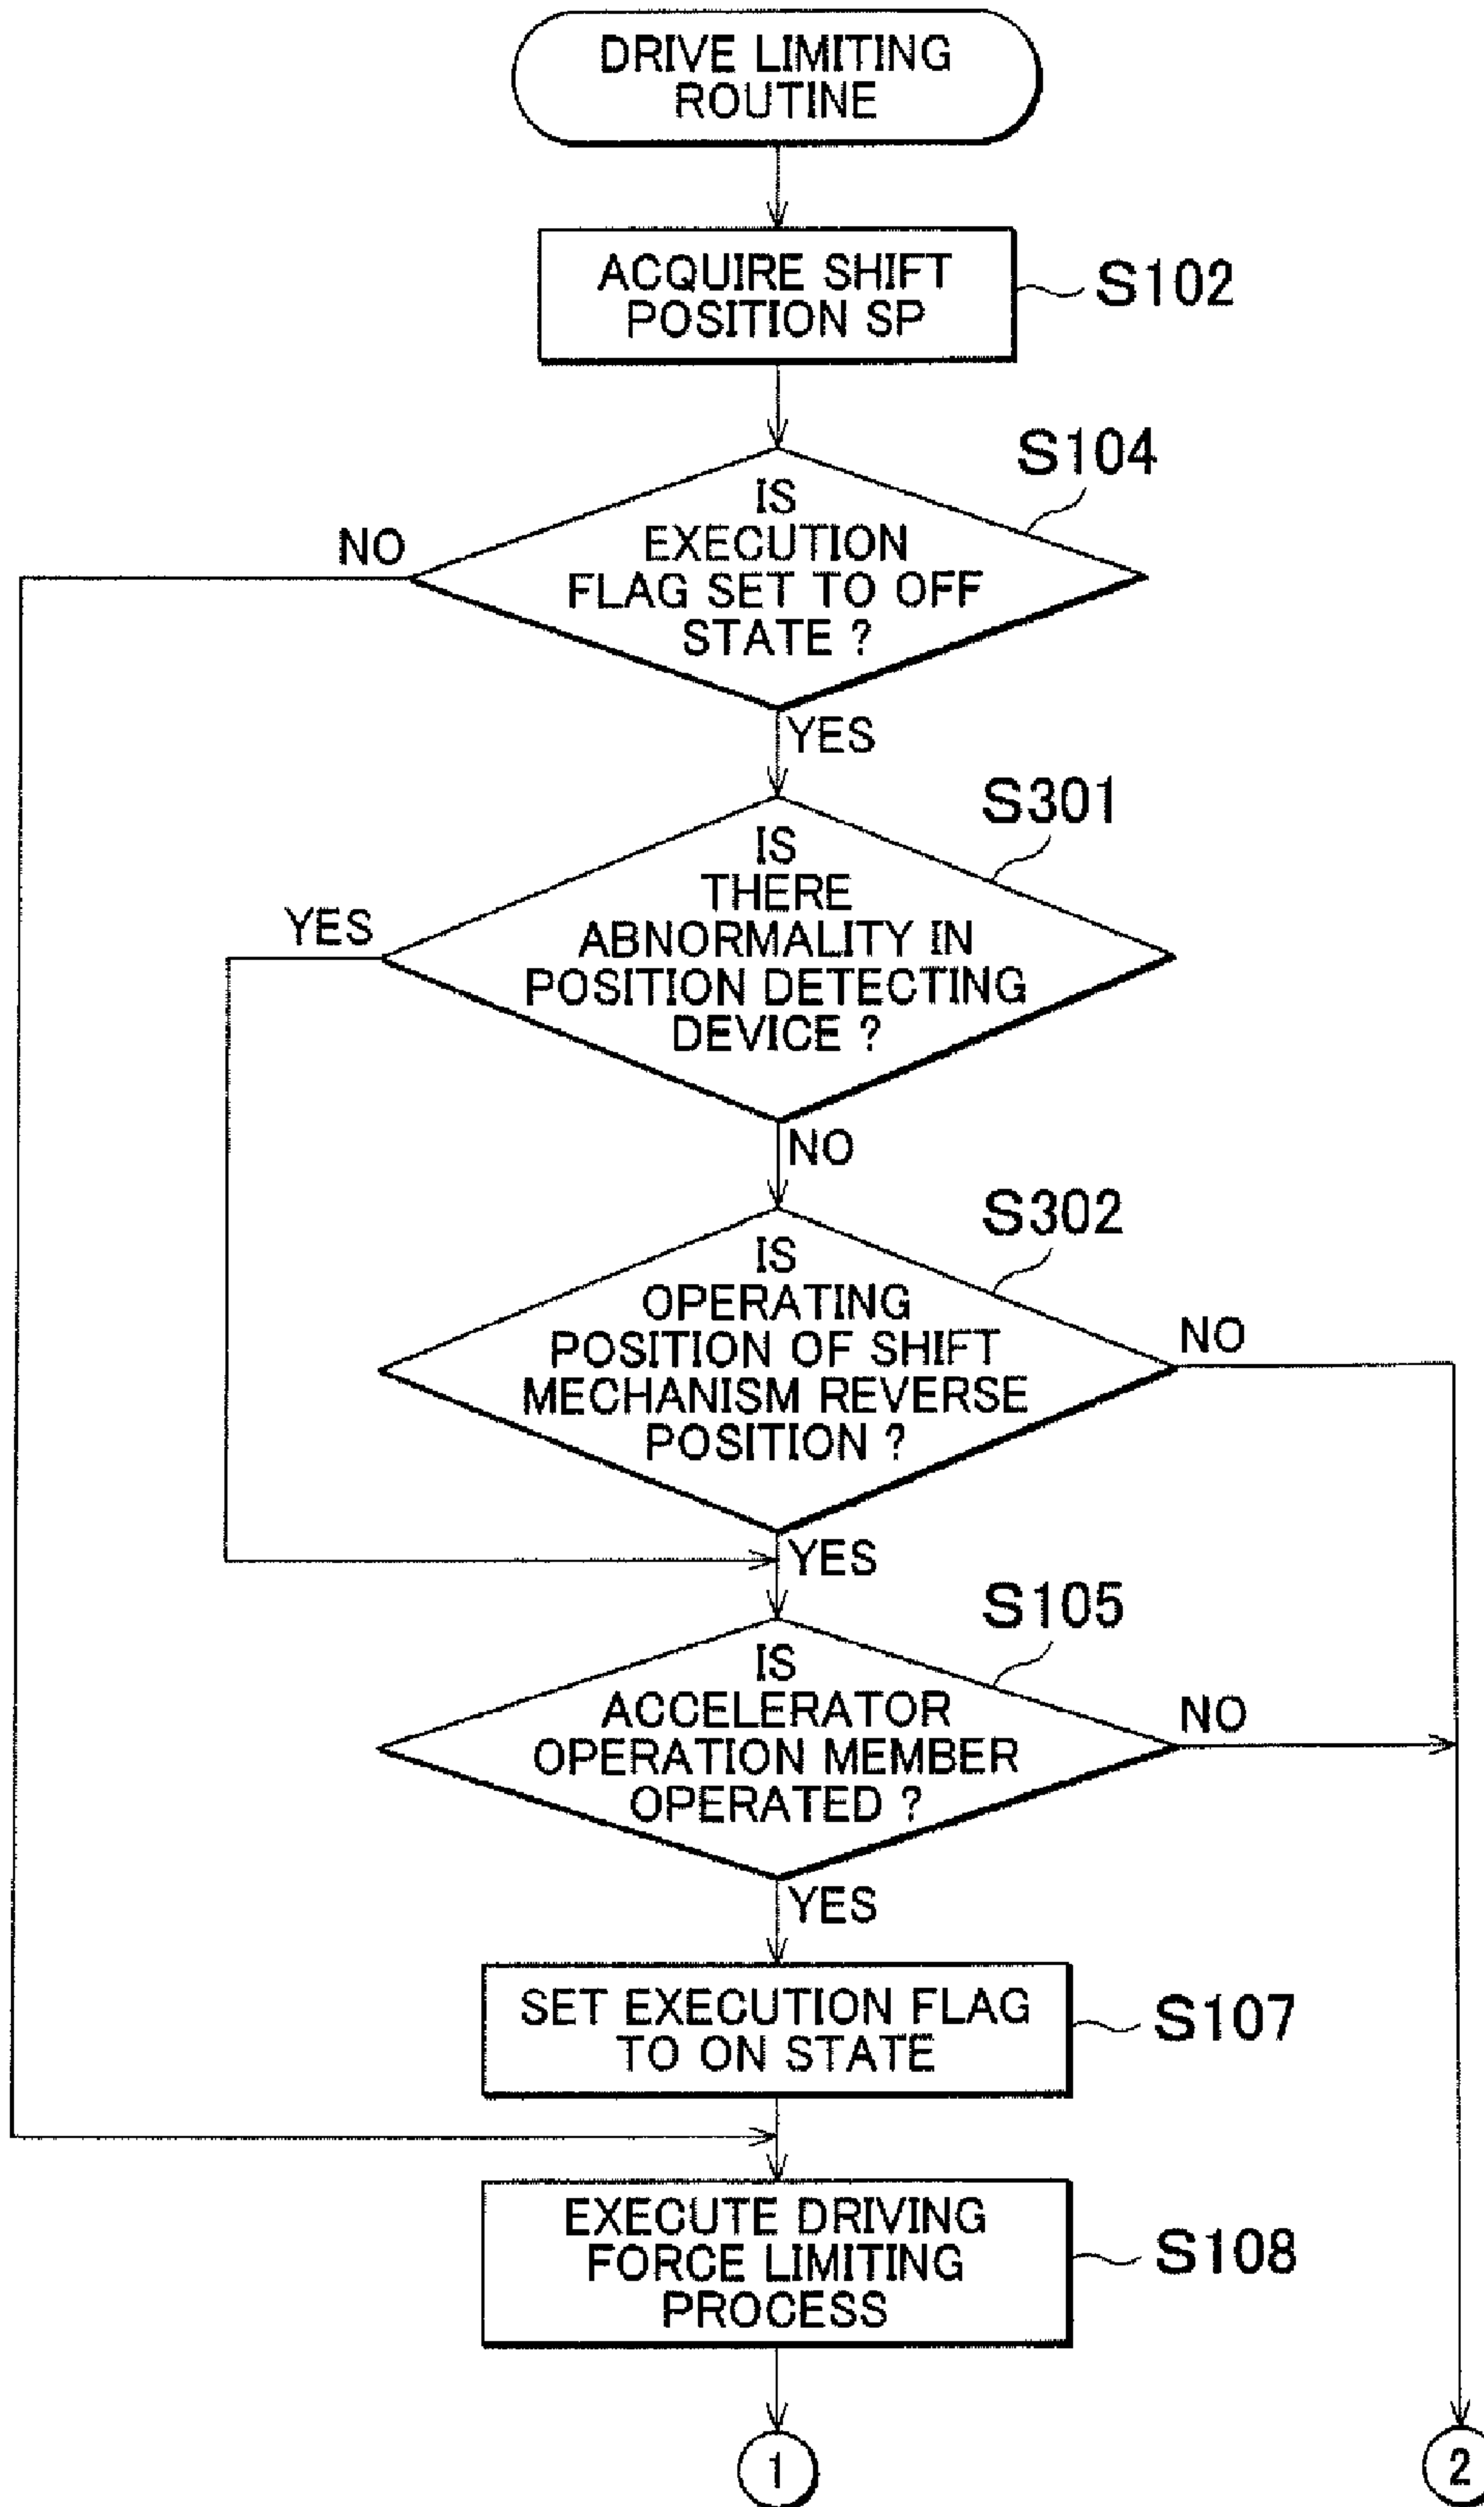 DRIVE LIMITING
ROUTINE
ACQUIRE SHIFT
POSITION SP
S102
S104
IS
EXECUTION
FLAG SET TO OFF
STATE ?
NO
YES
S301
IS
THERE
ABNORMALITY IN
POSITION DETECTING
DEVICE ?
YES
NO
S302
IS
OPERATING
POSITION OF SHIFT
MECHANISM REVERSE
POSITION ?
NO
YES
S105
IS
ACCELERATOR
OPERATION MEMBER
OPERATED ?
NO
YES
SET EXECUTION FLAG
TO ON STATE
S107
EXECUTE DRIVING
FORCE LIMITING
PROCESS
S108
1
2